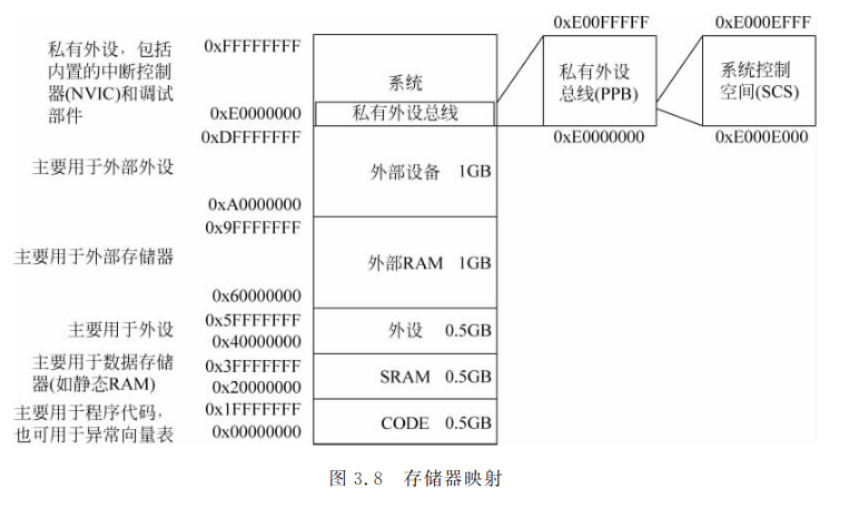 0xE00FFFFF
0xE000EFFF
私有外设，包括
内置的中断控制
器(NVIC)和调试
部件
0xFFFFFFFF
系统
私有外设
总线(PPB)
系统控制
空间(SCS)
0xE0000000
私有外设总线
0xDFFFFFFF
0xE0000000
0xE000E000
主要用于外部外设
外部设备 1GB
0xA0000000
0x9FFFFFFF
主要用于外部存储器
外部RAM 1GB
0x60000000
0x5FFFFFFF
主要用于外设
外设 0.5GB
0x40000000
主要用于数据存储
器(如静态RAM)
0x3FFFFFFF
0x20000000
SRAM 0.5GB
主要用于程序代码，
也可用于异常向量表
0x1FFFFFFF
0x00000000
CODE 0.5GB
图 3.8 存储器映射